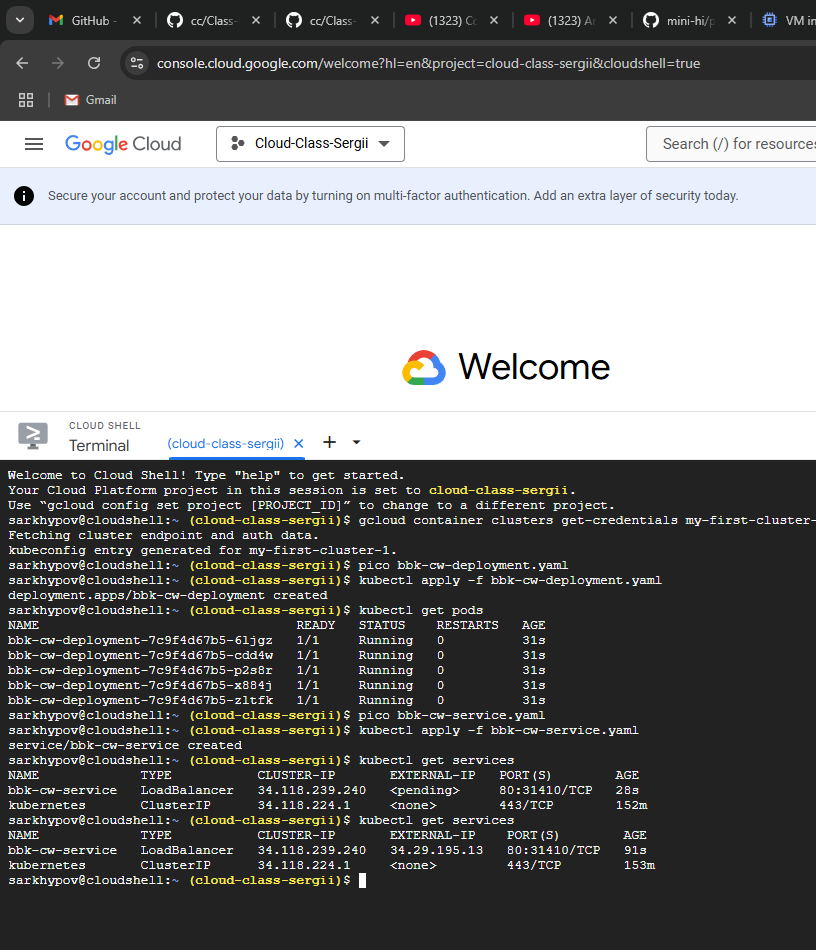 GitHub -
cc/Class-
cc/Class-
(1323) Co
(1323) Ar
mini-hi/p
VM in
console.cloud.google.com/welcome?hl=en&project=cloud-class-sergii&cloudshell=true
Gmail
Google Cloud
Cloud-Class-Sergii
Search (/) for resources
Secure your account and protect your data by turning on multi-factor authentication. Add an extra layer of security today.
Welcome
CLOUD SHELL
Terminal
(cloud-class-sergii)
Welcome to Cloud Shell! Type "help" to get started.
Your Cloud Platform project in this session is set to cloud-class-sergii.
Use “gcloud config set project [PROJECT_ID]” to change to a different project.
sarkhypov@cloudshell:~ (cloud-class-sergii)$ gcloud container clusters get-credentials my-first-cluster-
Fetching cluster endpoint and auth data.
kubeconfig entry generated for my-first-cluster-1.
sarkhypov@cloudshell:~ (cloud-class-sergii)$ pico bbk-cw-deployment.yaml
sarkhypov@cloudshell:~ (cloud-class-sergii)$ kubectl apply -f bbk-cw-deployment.yaml
deployment.apps/bbk-cw-deployment created
sarkhypov@cloudshell:~ (cloud-class-sergii)$ kubectl get pods
NAME READY STATUS RESTARTS AGE
bbk-cw-deployment-7c9f4d67b5-6ljgz 1/1 Running 0 31s
bbk-cw-deployment-7c9f4d67b5-cdd4w 1/1 Running 0 31s
bbk-cw-deployment-7c9f4d67b5-p2s8r 1/1 Running 0 31s
bbk-cw-deployment-7c9f4d67b5-x884j 1/1 Running 0 31s
bbk-cw-deployment-7c9f4d67b5-zltfk 1/1 Running 0 31s
sarkhypov@cloudshell:~ (cloud-class-sergii)$ pico bbk-cw-service.yaml
sarkhypov@cloudshell:~ (cloud-class-sergii)$ kubectl apply -f bbk-cw-service.yaml
service/bbk-cw-service created
sarkhypov@cloudshell:~ (cloud-class-sergii)$ kubectl get services
NAME TYPE CLUSTER-IP EXTERNAL-IP PORT(S) AGE
bbk-cw-service LoadBalancer 34.118.239.240 <pending> 80:31410/TCP 28s
kubernetes ClusterIP 34.118.224.1 <none> 443/TCP 152m
sarkhypov@cloudshell:~ (cloud-class-sergii)$ kubectl get services
NAME TYPE CLUSTER-IP EXTERNAL-IP PORT(S) AGE
bbk-cw-service LoadBalancer 34.118.239.240 34.29.195.13 80:31410/TCP 91s
kubernetes ClusterIP 34.118.224.1 <none> 443/TCP 153m
sarkhypov@cloudshell:~ (cloud-class-sergii)$